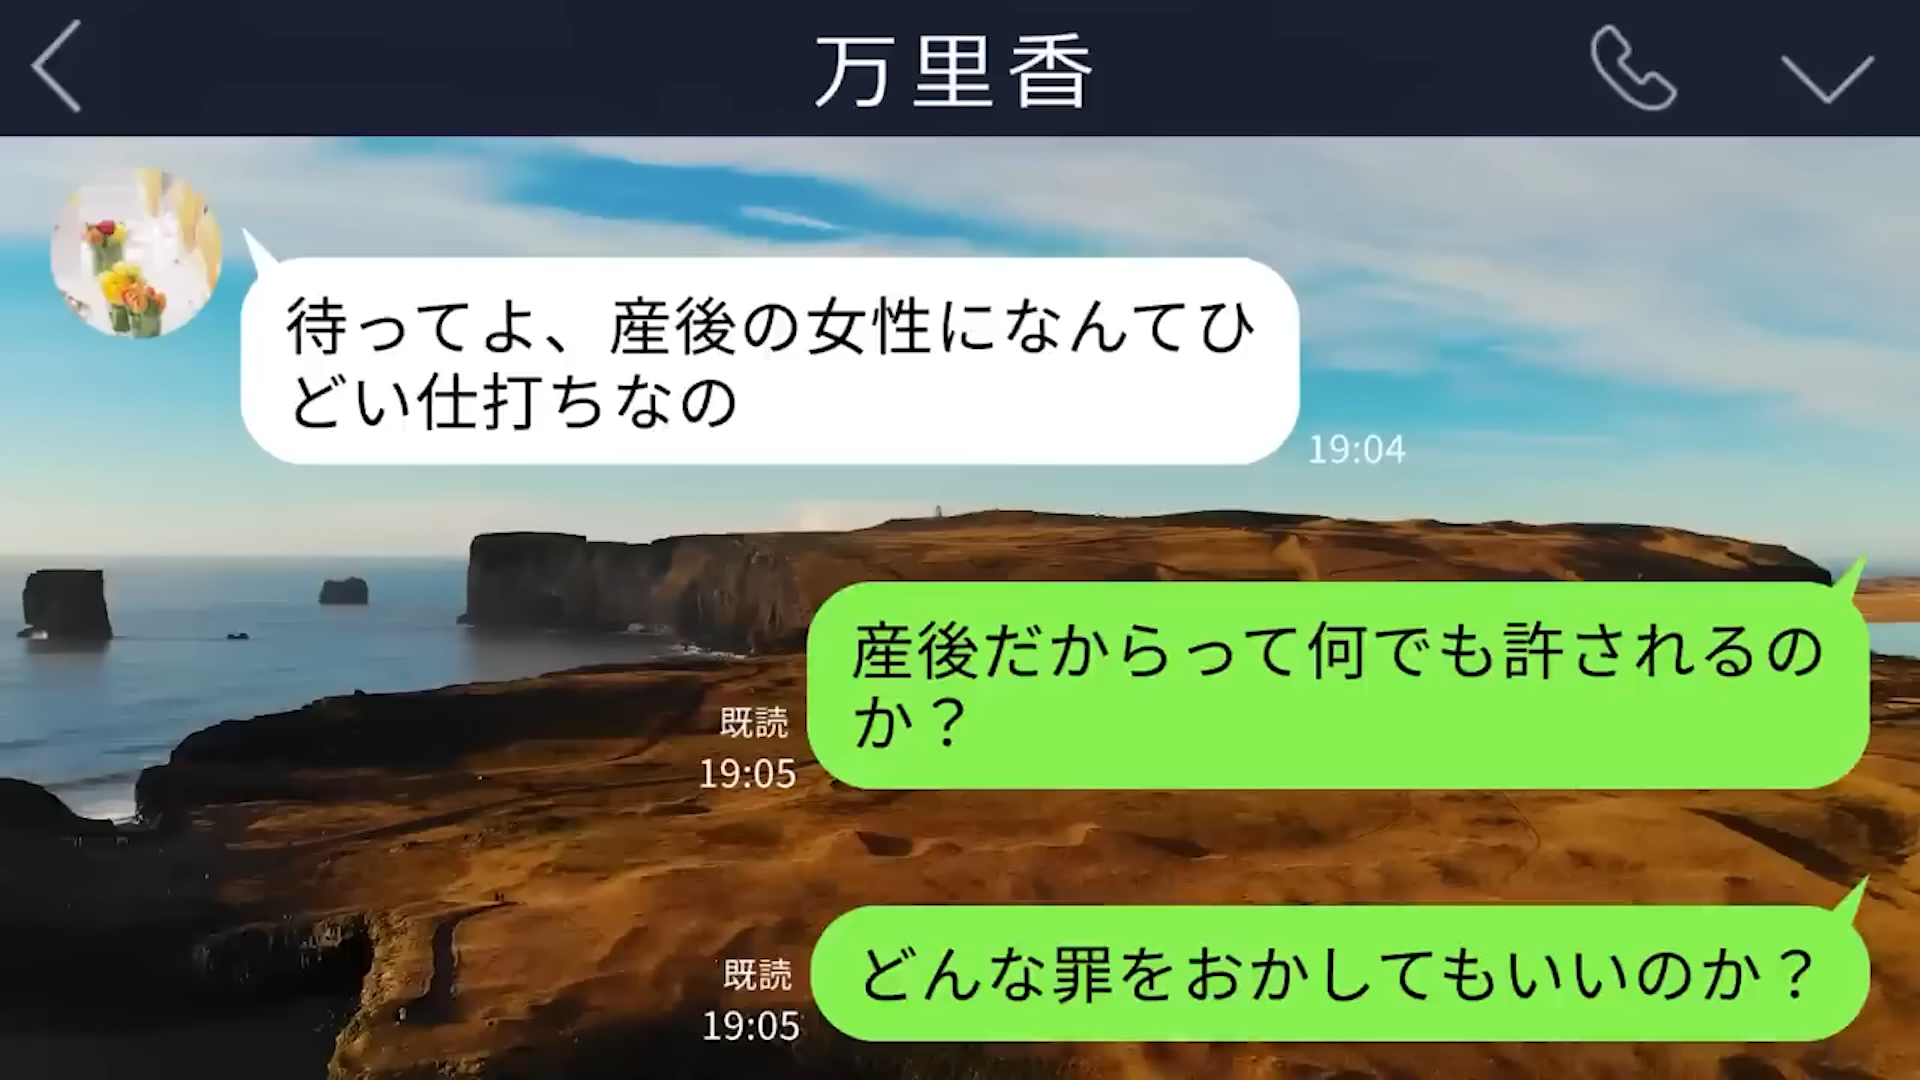 万里香
待ってよ、産後の女性になんてひ
どい仕打ちなの
19:04
産後だからって何でも許されるの
か？
既読
19:05
どんな罪をおかしてもいいのか？
既読
19:05